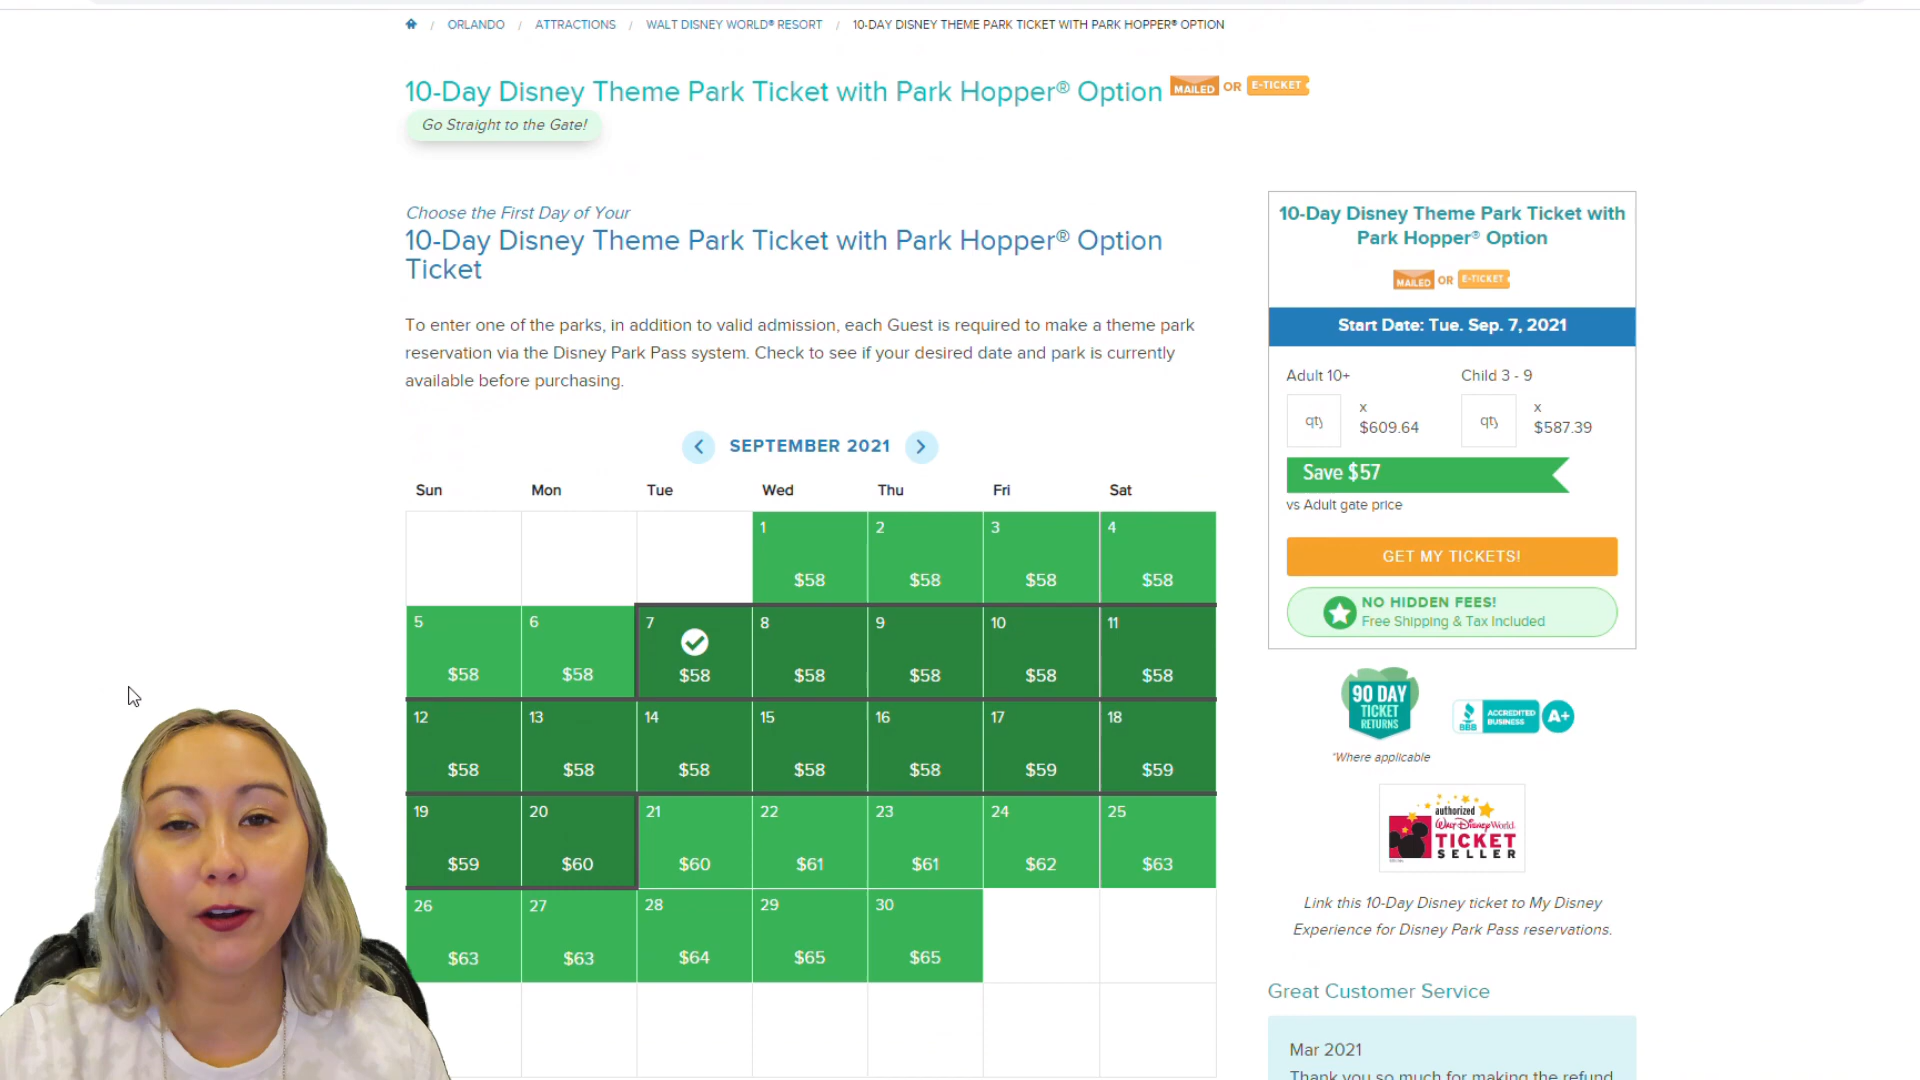 / ORLANDO / ATTRACTIONS / WALT DISNEY WORLD® RESORT / 10-DAY DISNEY THEME PARK TICKET WITH PARK HOPPER® OPTION
10-Day Disney Theme Park Ticket with Park Hopper® Option MAILED OR E-TICKET
Go Straight to the Gate!
Choose the First Day of Your
10-Day Disney Theme Park Ticket with Park Hopper® Option
Ticket
To enter one of the parks, in addition to valid admission, each Guest is required to make a theme park
reservation via the Disney Park Pass system. Check to see if your desired date and park is currently
available before purchasing.
< SEPTEMBER 2021 >
Sun Mon Tue Wed Thu Fri Sat
1 2 3 4
$58 $58 $58 $58
5 6 7 8 9 10 11
$58 $58 $58 $58 $58 $58 $58
12 13 14 15 16 17 18
$58 $58 $58 $58 $58 $59 $59
19 20 21 22 23 24 25
$59 $60 $60 $61 $61 $62 $63
26 27 28 29 30
$63 $63 $64 $65 $65
10-Day Disney Theme Park Ticket with
Park Hopper® Option
MAILED OR E-TICKET
Start Date: Tue. Sep. 7, 2021
Adult 10+ Child 3 - 9
qty x $609.64 qty x $587.39
Save $57
vs Adult gate price
GET MY TICKETS!
NO HIDDEN FEES!
Free Shipping & Tax Included
90 DAY
TICKET
RETURNS
BBB ACCREDITED BUSINESS A+
*Where applicable
authorized
Walt Disney World
TICKET
SELLER
Link this 10-Day Disney ticket to My Disney
Experience for Disney Park Pass reservations.
Great Customer Service
Mar 2021
Thank you so much for making the refund